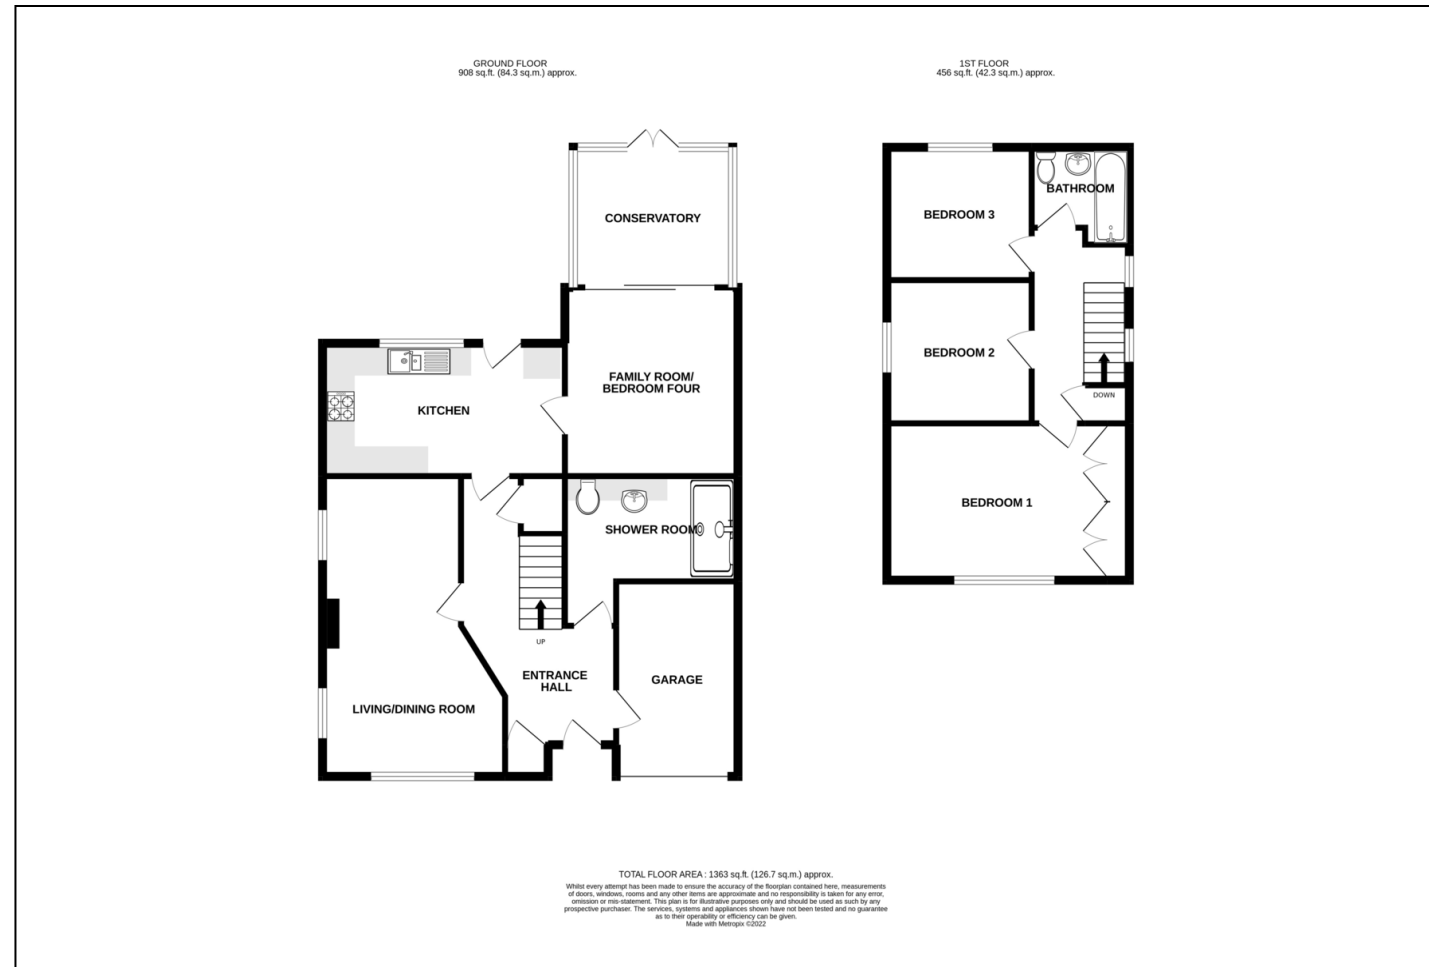 GROUND FLOOR
908 sq.ft. (84.3 sq.m.) approx.
1ST FLOOR
456 sq.ft. (42.3 sq.m.) approx.
CONSERVATORY
FAMILY ROOM/
BEDROOM FOUR
KITCHEN
SHOWER ROOM
UP
ENTRANCE
HALL
GARAGE
LIVING/DINING ROOM
BATHROOM
BEDROOM 3
BEDROOM 2
DOWN
BEDROOM 1
TOTAL FLOOR AREA : 1363 sq.ft. (126.7 sq.m.) approx.
Whilst every attempt has been made to ensure the accuracy of the floorplan contained here, measurements
of doors, windows, rooms and any other items are approximate and no responsibility is taken for any error,
omission or mis-statement. This plan is for illustrative purposes only and should be used as such by any
prospective purchaser. The services, systems and appliances shown have not been tested and no guarantee
as to their operability or efficiency can be given.
Made with Metropix ©2022